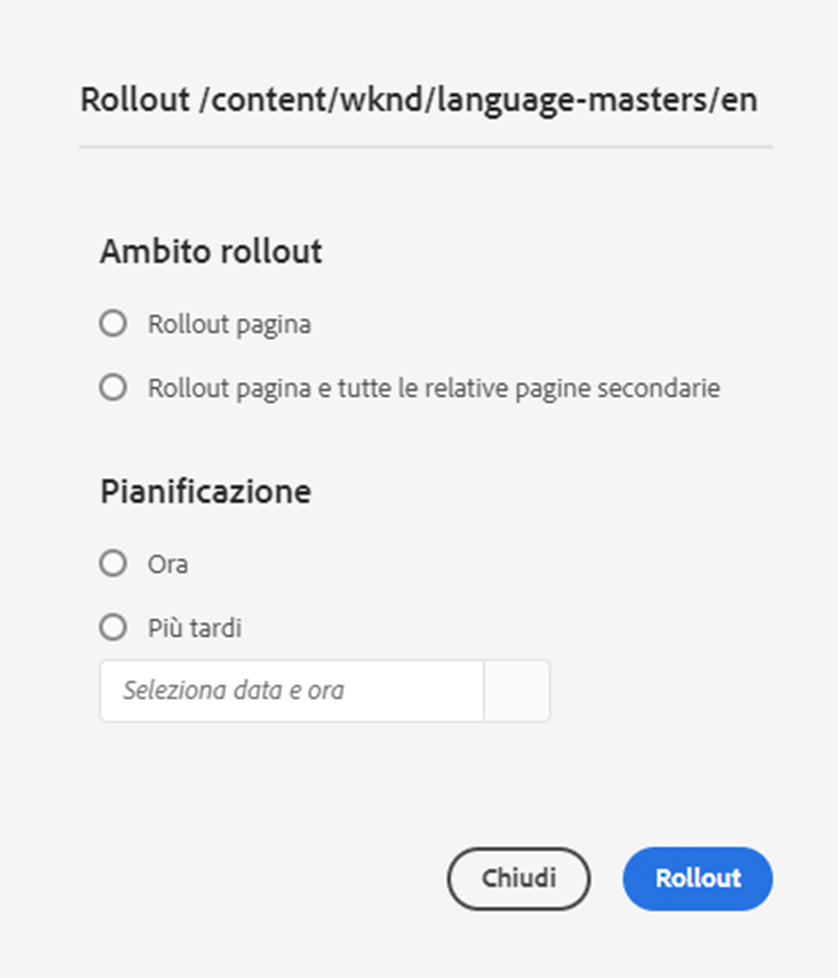 Rollout /content/wknd/language-masters/en
Ambito rollout
Rollout pagina
Rollout pagina e tutte le relative pagine secondarie
Pianificazione
Ora
Più tardi
Seleziona data e ora
Chiudi
Rollout